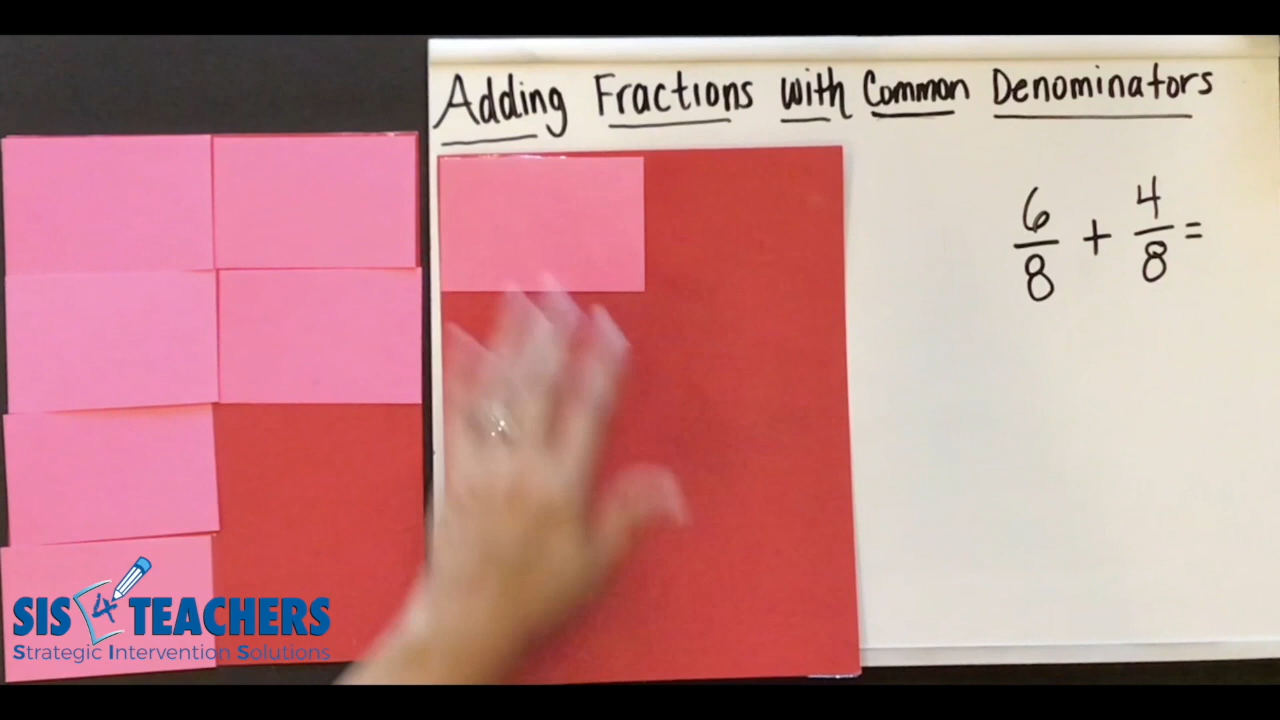 Adding Fractions with Common Denominators
6/8 + 4/8 =
SIS 4 TEACHERS
Strategic Intervention Solutions